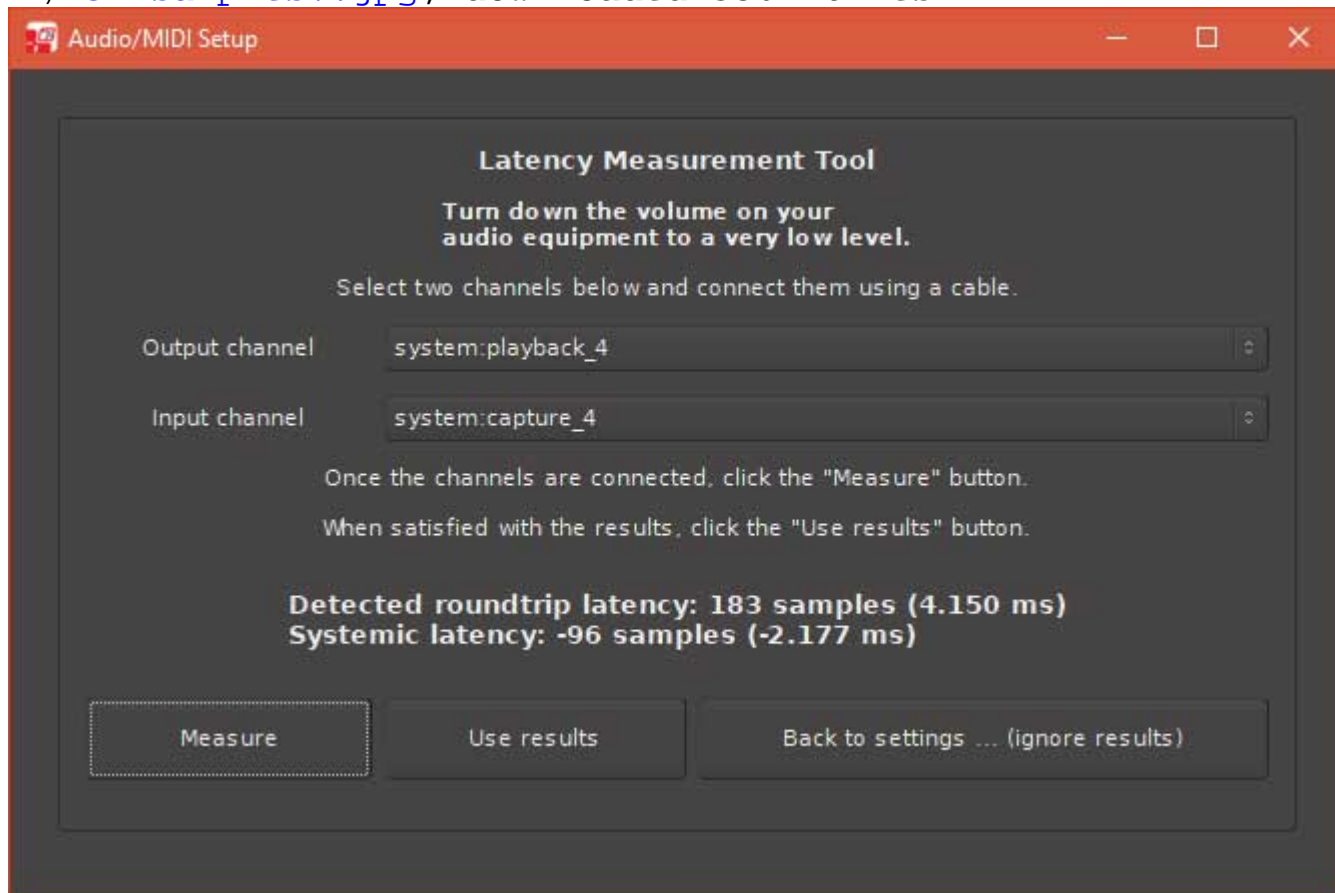 Audio/MIDI Setup
Latency Measurement Tool
Turn down the volume on your
audio equipment to a very low level.
Select two channels below and connect them using a cable.
Output channel system:playback_4
Input channel system:capture_4
Once the channels are connected, click the "Measure" button.
When satisfied with the results, click the "Use results" button.
Detected roundtrip latency: 183 samples (4.150 ms)
Systemic latency: -96 samples (-2.177 ms)
Measure Use results Back to settings ... (ignore results)